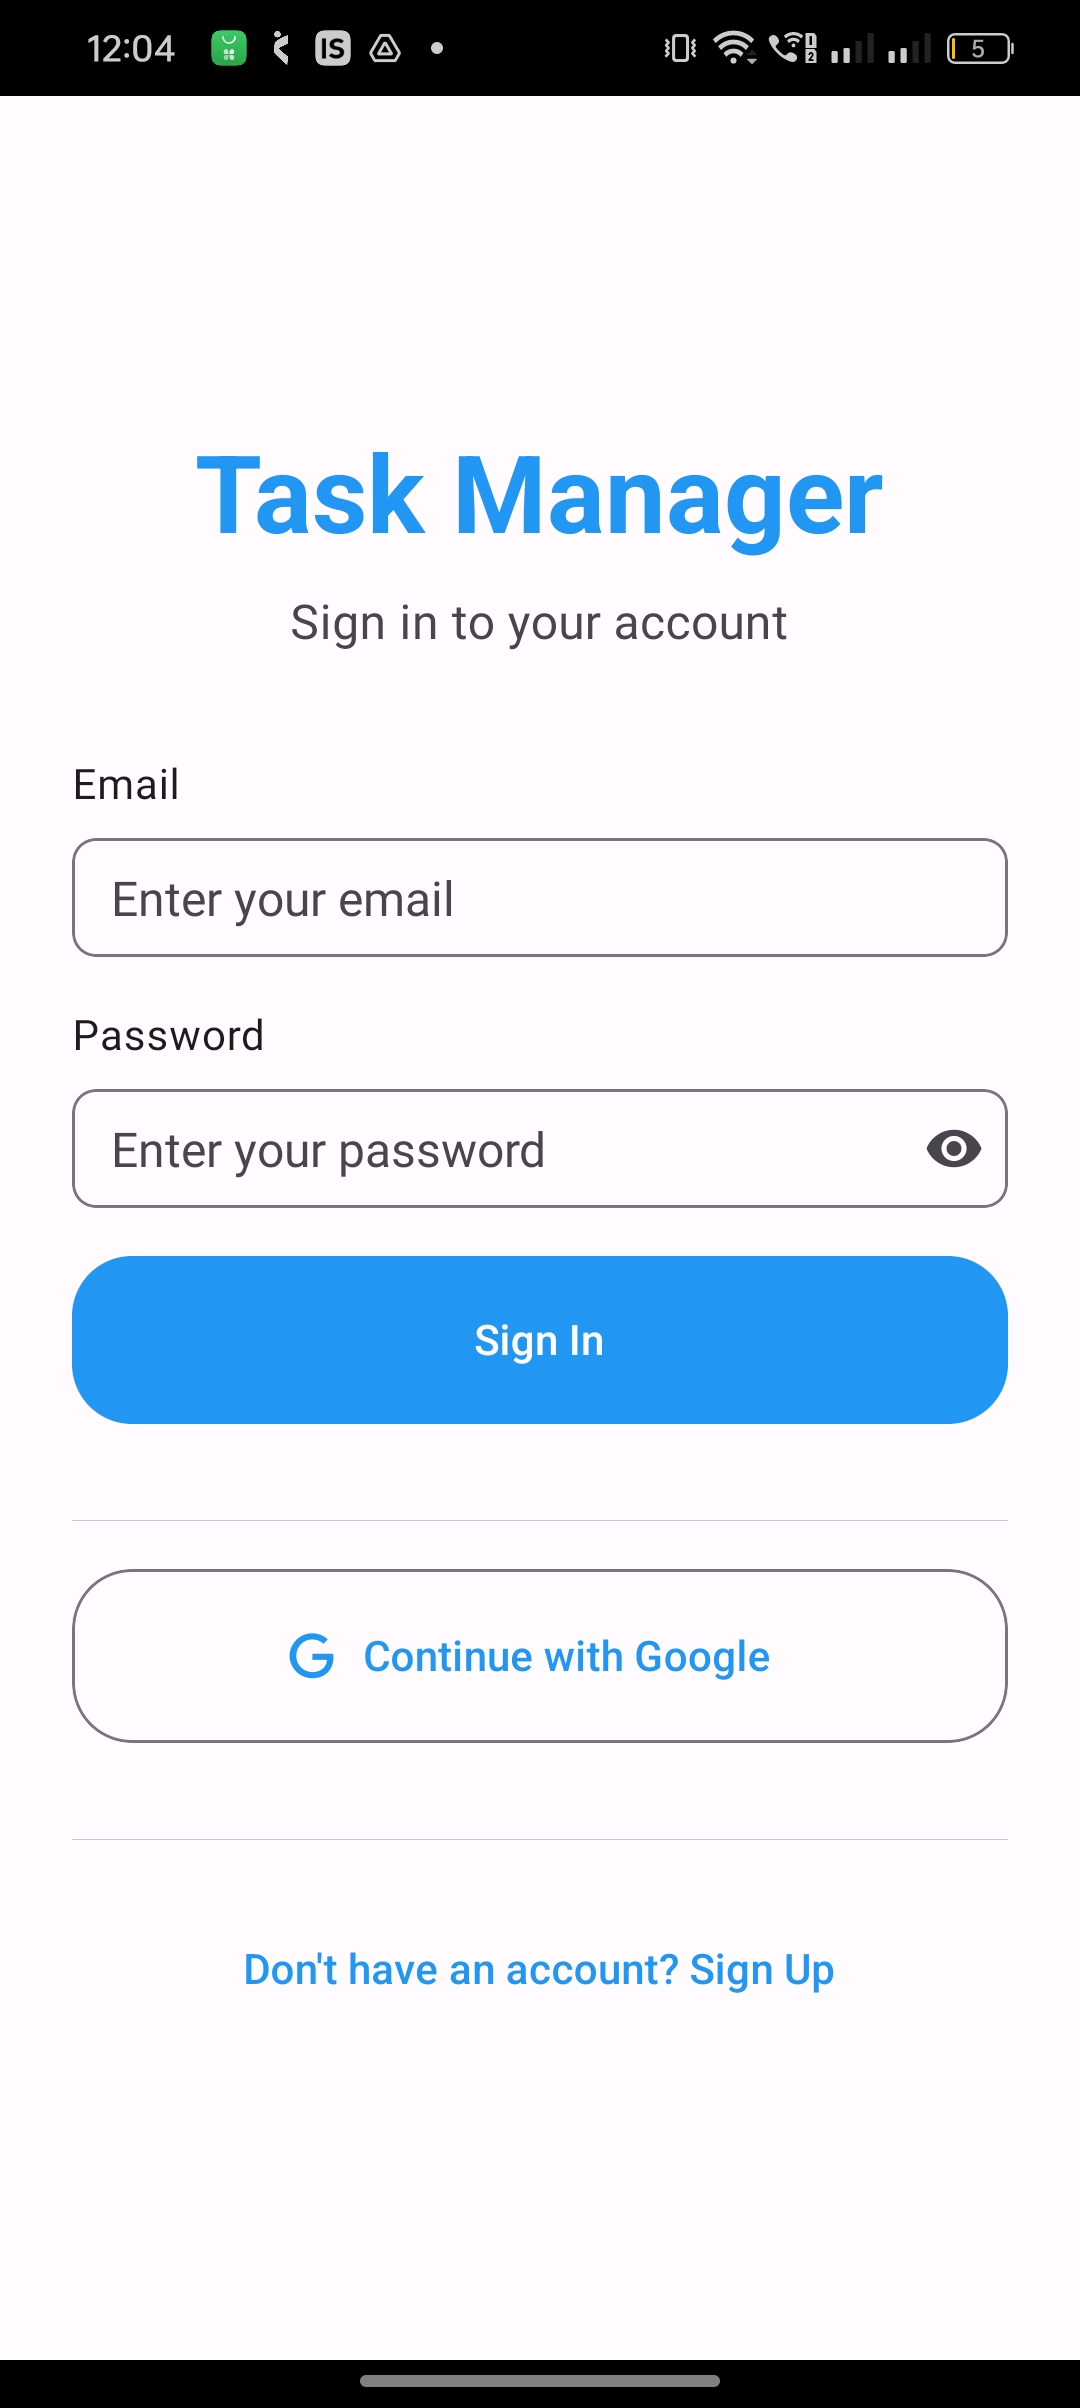 12:04
IS
5
Task Manager
Sign in to your account
Email
Enter your email
Password
Enter your password
Sign In
G Continue with Google
Don't have an account? Sign Up